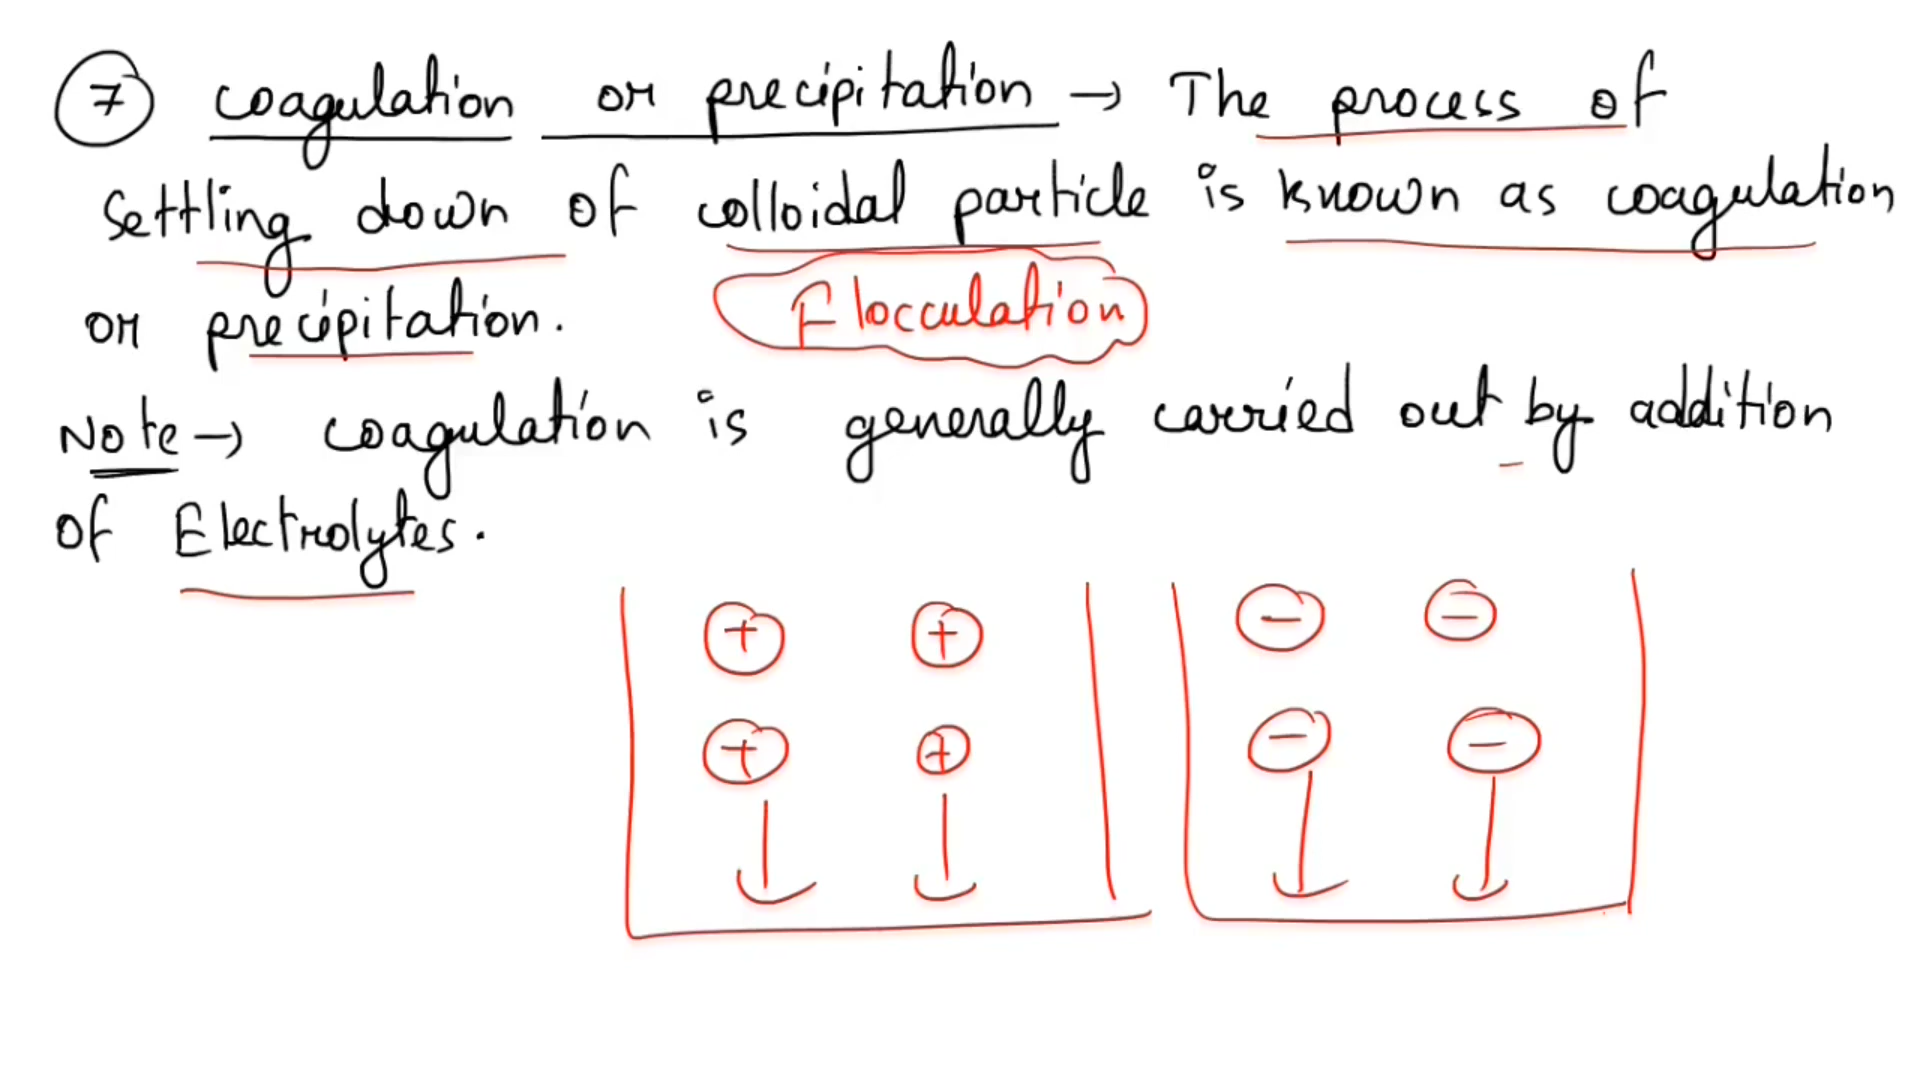 7 coagulation or precipitation → The process of
settling down of colloidal particle is known as coagulation
or precipitation. Flocculation
Note → coagulation is generally carried out by addition
of Electrolytes.
+ + - -
+ + - -